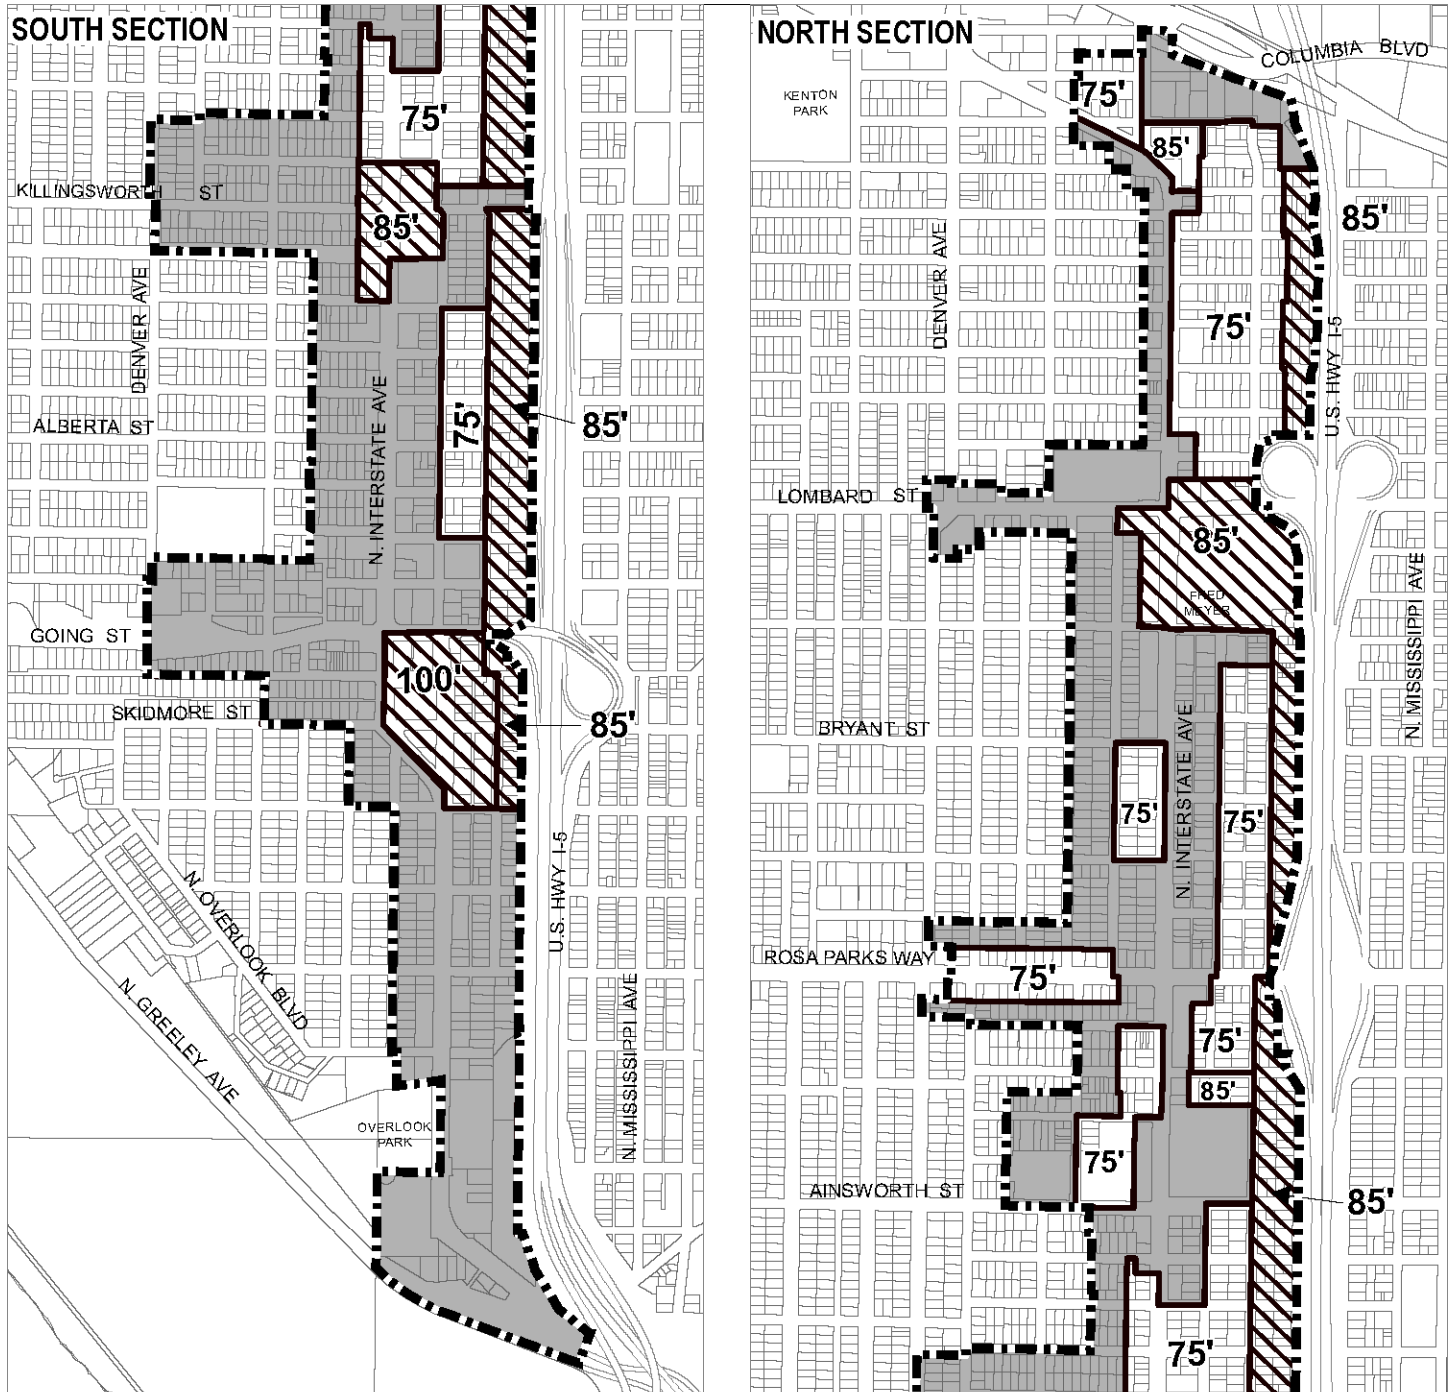 SOUTH SECTION
75'
KILLINGSWORTH ST
85'
DENVER AVE
N. INTERSTATE AVE
75'
85'
ALBERTA ST
GOING ST
100'
SKIDMORE ST
85'
U.S. HWY I-5
N. OVERLOOK BLVD
N. GREELEY AVE
N. MISSISSIPPI AVE
OVERLOOK
PARK
NORTH SECTION
COLUMBIA BLVD
KENTON
PARK
75'
85'
85'
DENVER AVE
75'
U.S. HWY I-5
LOMBARD ST
85'
FRED
MEYER
N. MISSISSIPPI AVE
BRYANT ST
N. INTERSTATE AVE
75'
75'
ROSA PARKS WAY
75'
75'
85'
75'
AINSWORTH ST
85'
75'